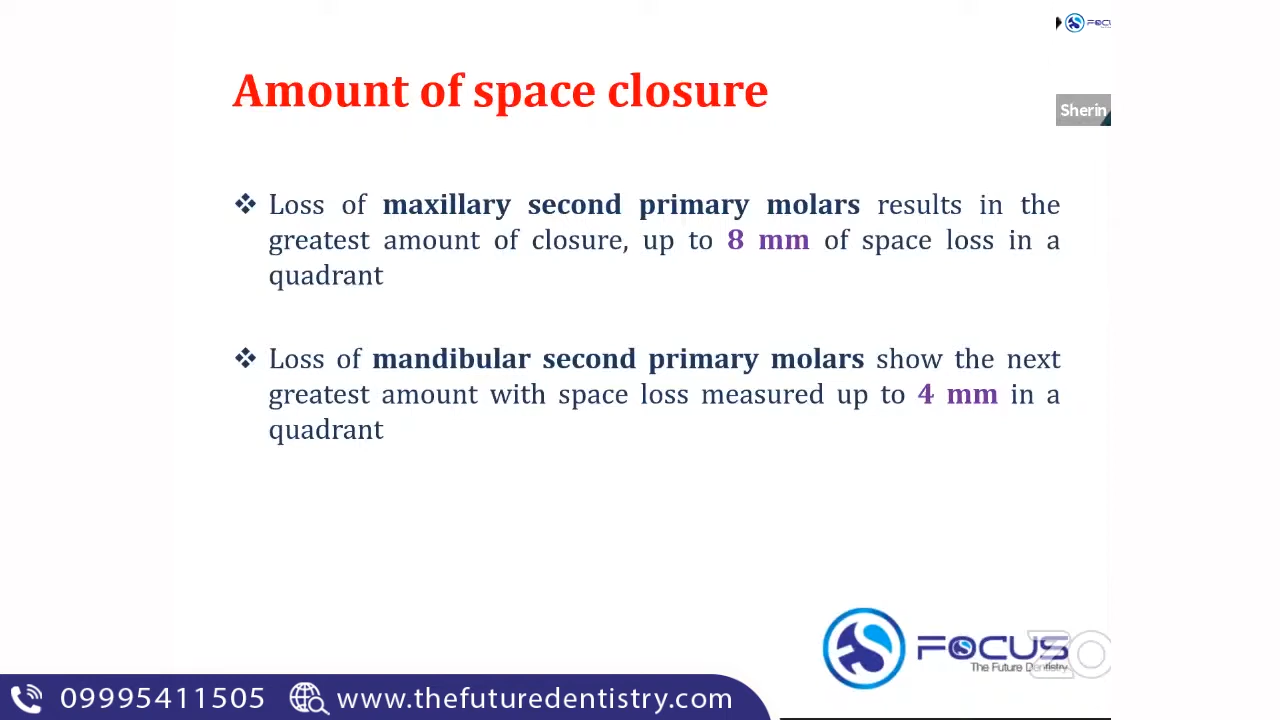 FOCU
Amount of space closure
Sherin
❖ Loss of maxillary second primary molars results in the
greatest amount of closure, up to 8 mm of space loss in a
quadrant
❖ Loss of mandibular second primary molars show the next
greatest amount with space loss measured up to 4 mm in a
quadrant
FOCUS
The Future Dentistry
09995411505 www.thefuturedentistry.com